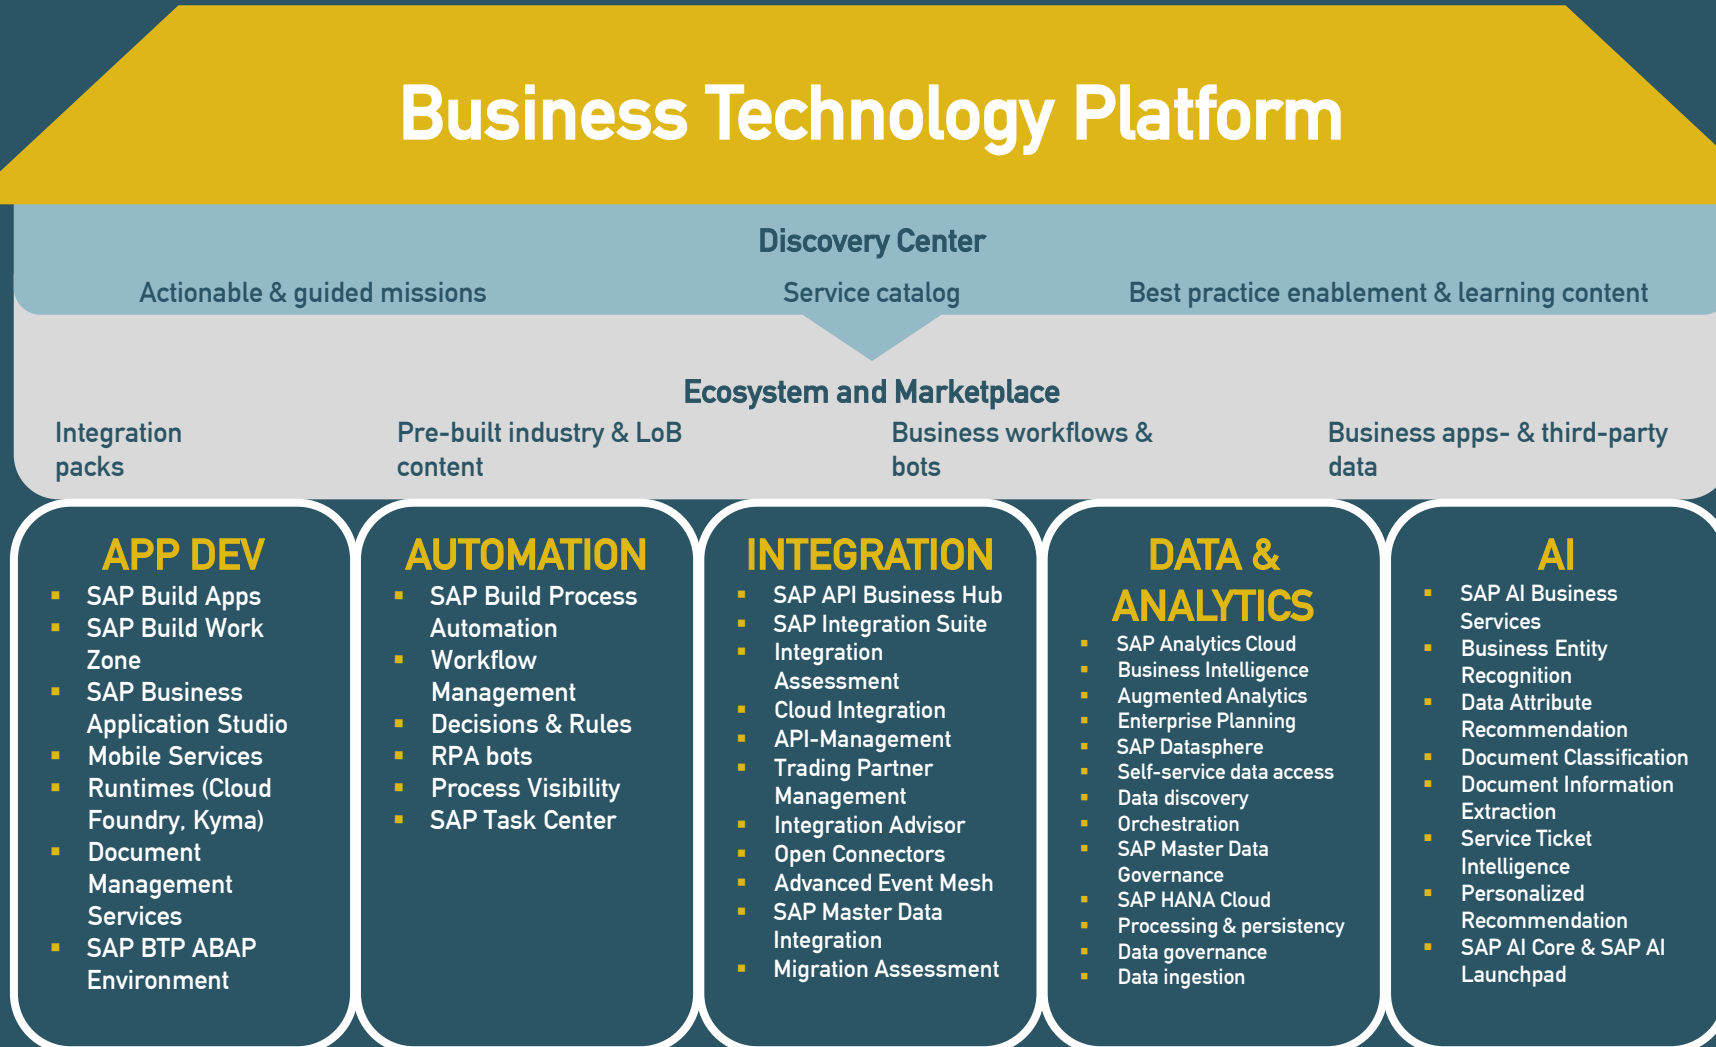 Business Technology Platform
Discovery Center
Actionable & guided missions
Service catalog
Best practice enablement & learning content
Ecosystem and Marketplace
Integration
packs
Pre-built industry & LoB
content
Business workflows &
bots
Business apps- & third-party
data
APP DEV
SAP Build Apps
SAP Build Work
Zone
SAP Business
Application Studio
Mobile Services
Runtimes (Cloud
Foundry, Kyma)
Document
Management
Services
SAP BTP ABAP
Environment
AUTOMATION
SAP Build Process
Automation
Workflow
Management
Decisions & Rules
RPA bots
Process Visibility
SAP Task Center
INTEGRATION
SAP API Business Hub
SAP Integration Suite
Integration
Assessment
Cloud Integration
API-Management
Trading Partner
Management
Integration Advisor
Open Connectors
Advanced Event Mesh
SAP Master Data
Integration
Migration Assessment
DATA &
ANALYTICS
SAP Analytics Cloud
Business Intelligence
Augmented Analytics
Enterprise Planning
SAP Datasphere
Self-service data access
Data discovery
Orchestration
SAP Master Data
Governance
SAP HANA Cloud
Processing & persistency
Data governance
Data ingestion
AI
SAP AI Business
Services
Business Entity
Recognition
Data Attribute
Recommendation
Document Classification
Document Information
Extraction
Service Ticket
Intelligence
Personalized
Recommendation
SAP AI Core & SAP AI
Launchpad